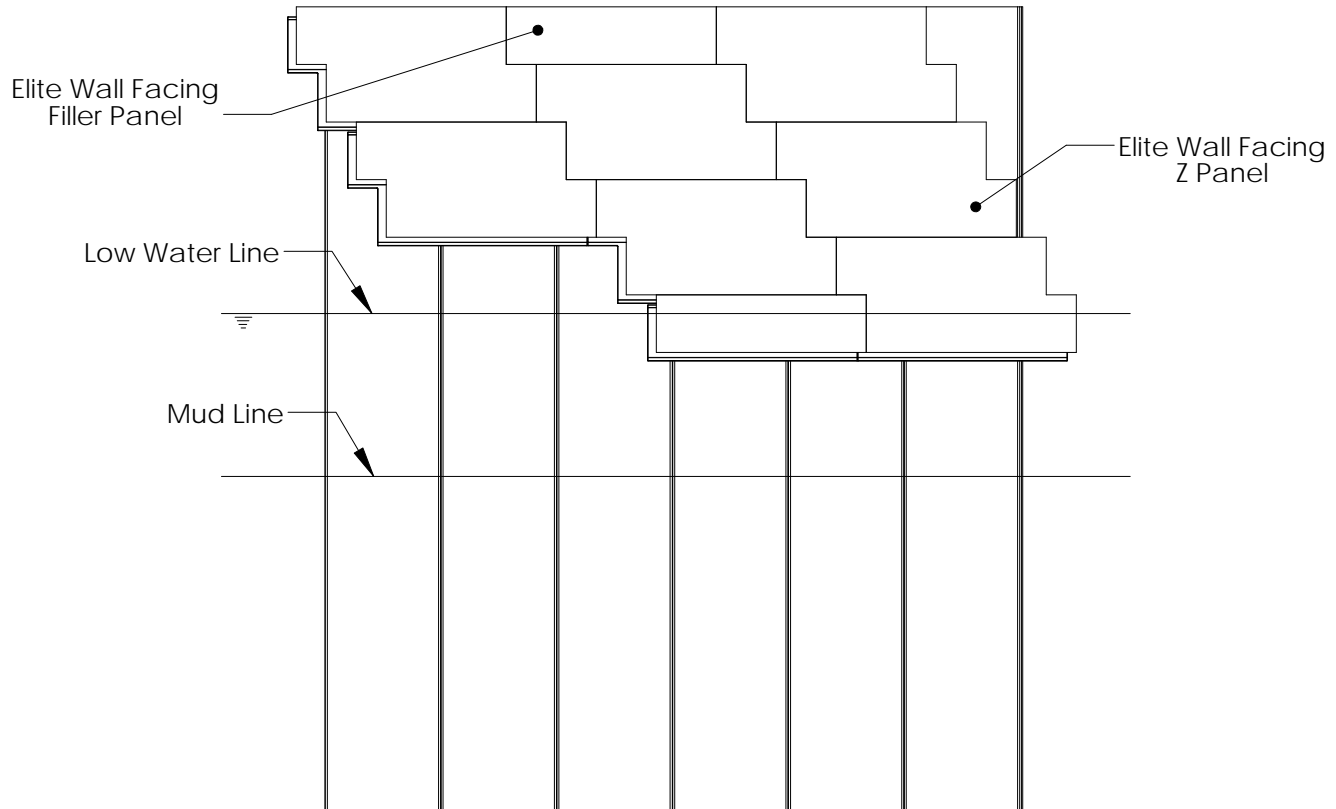 Elite Wall Facing
Filler Panel
Elite Wall Facing
Z Panel
Low Water Line
Mud Line